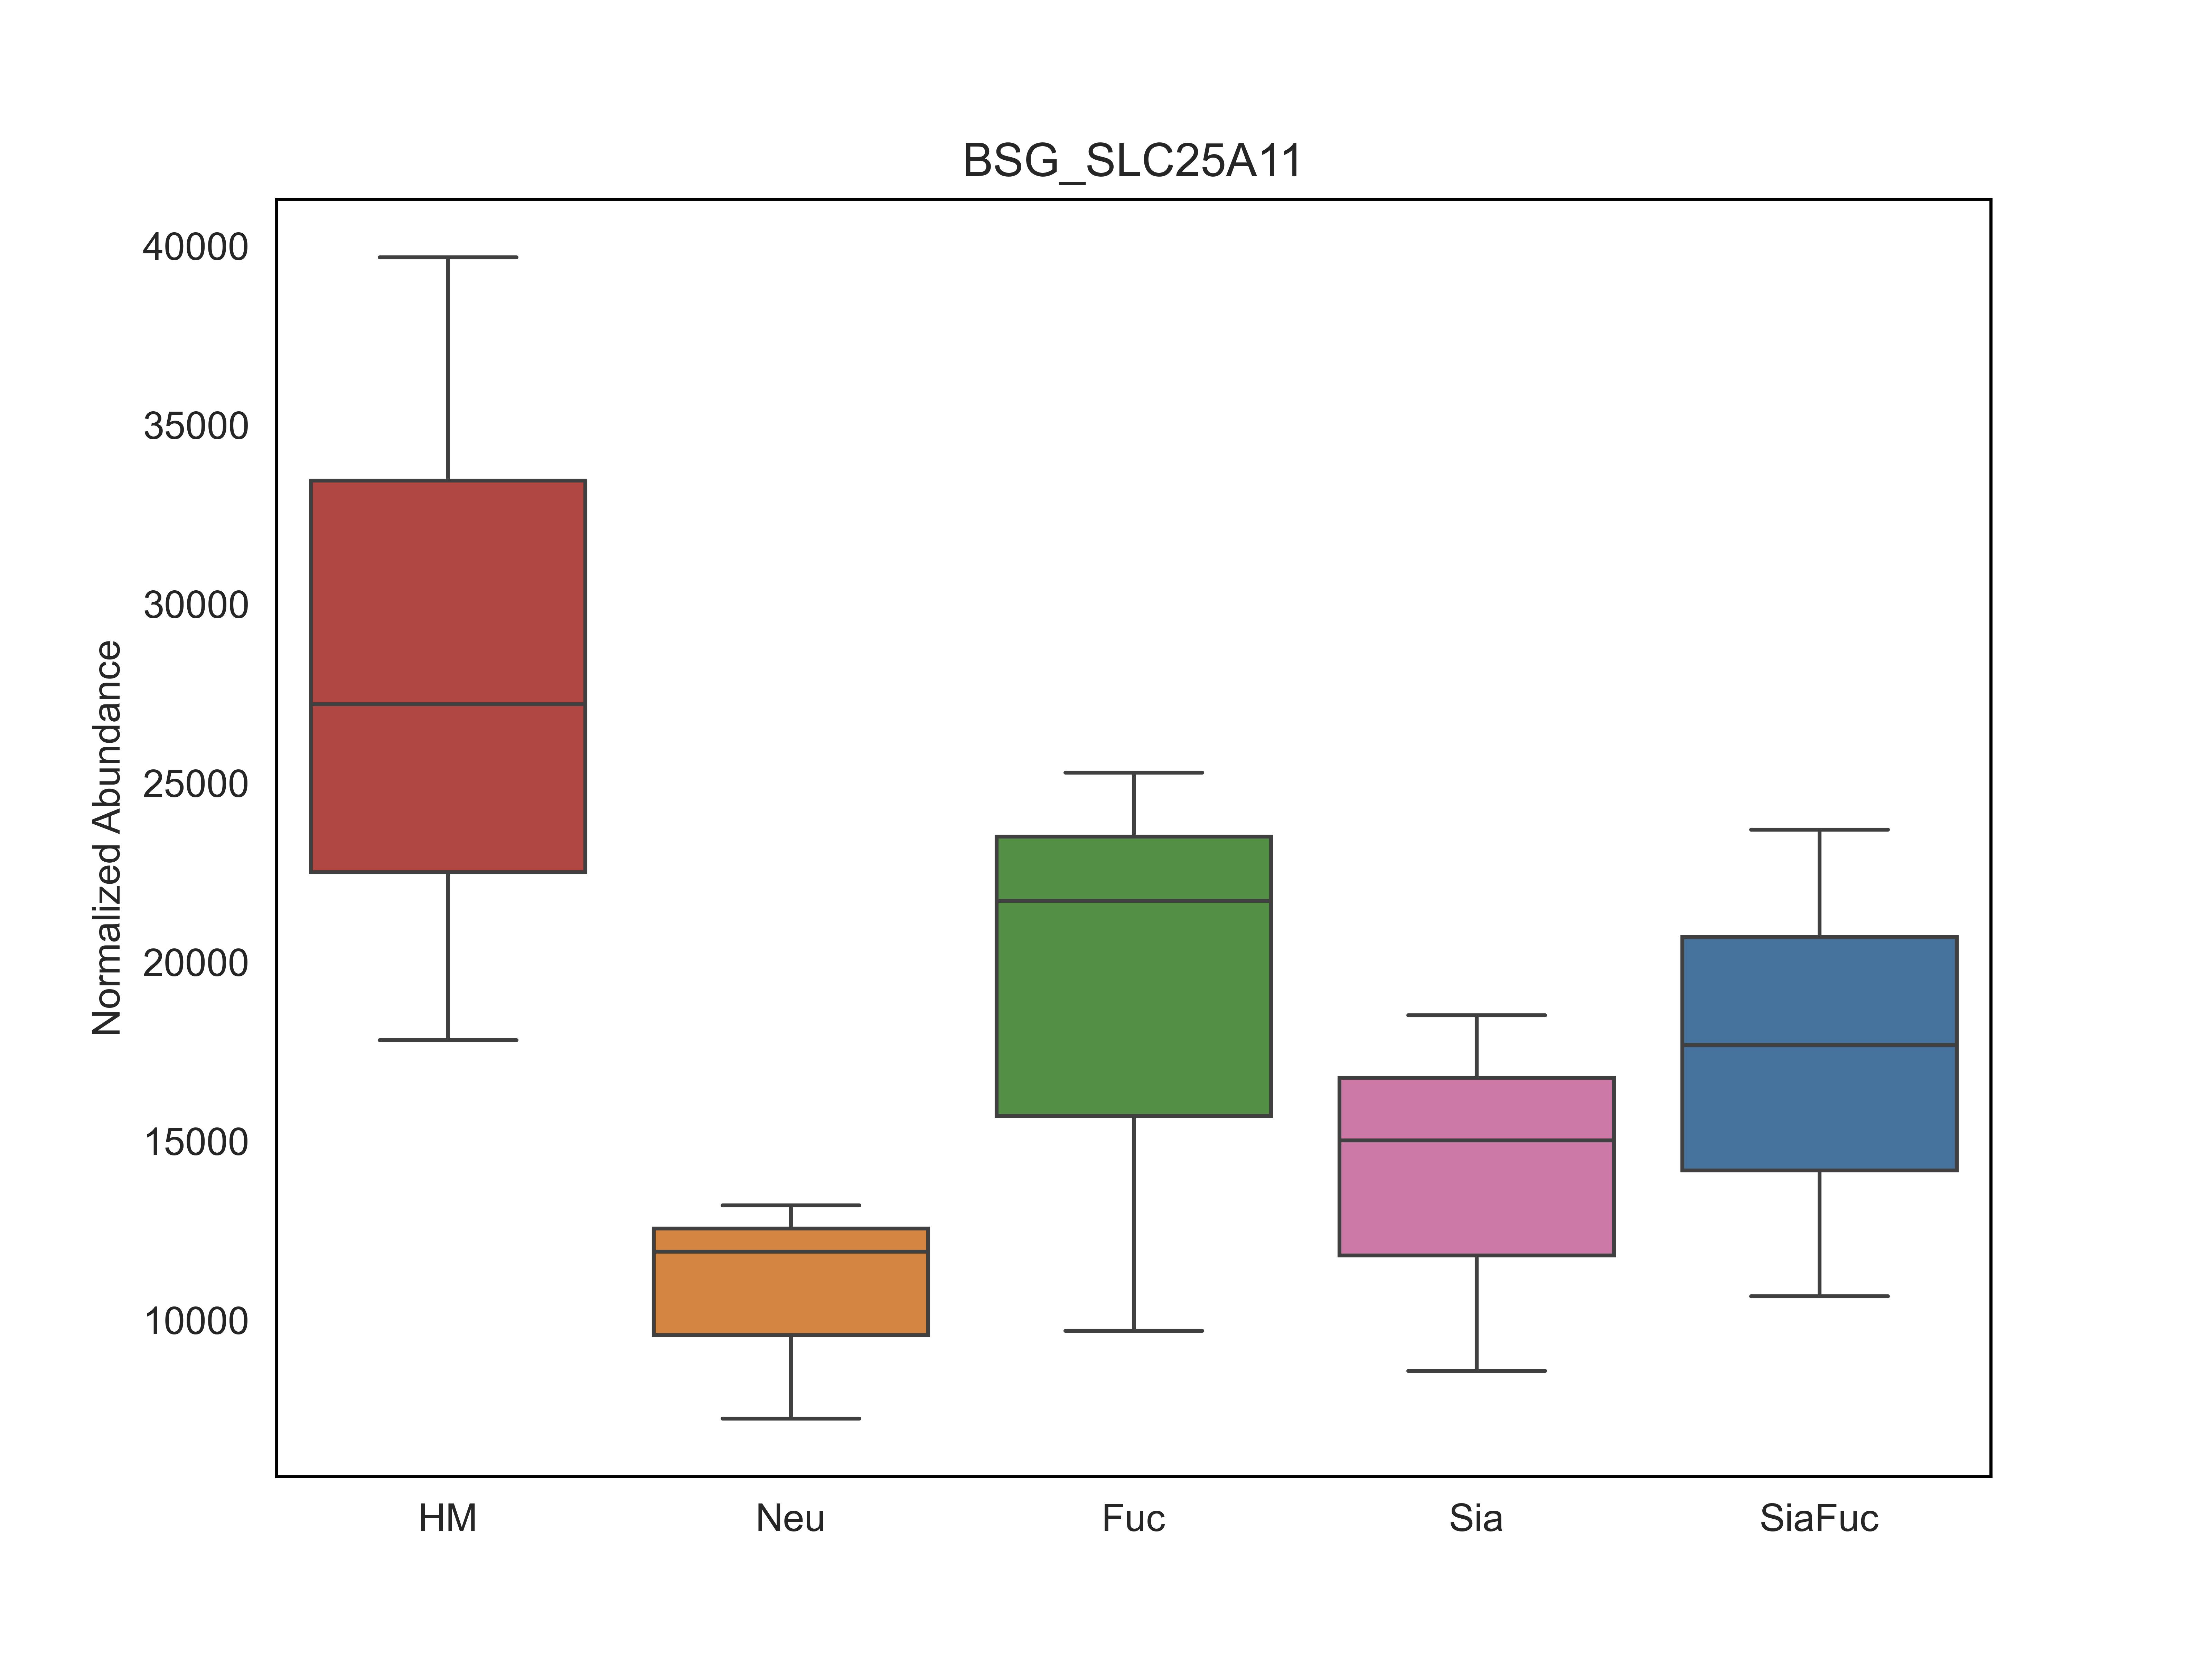 BSG_SLC25A11
Normalized Abundance
40000
35000
30000
25000
20000
15000
10000
HM
Neu
Fuc
Sia
SiaFuc